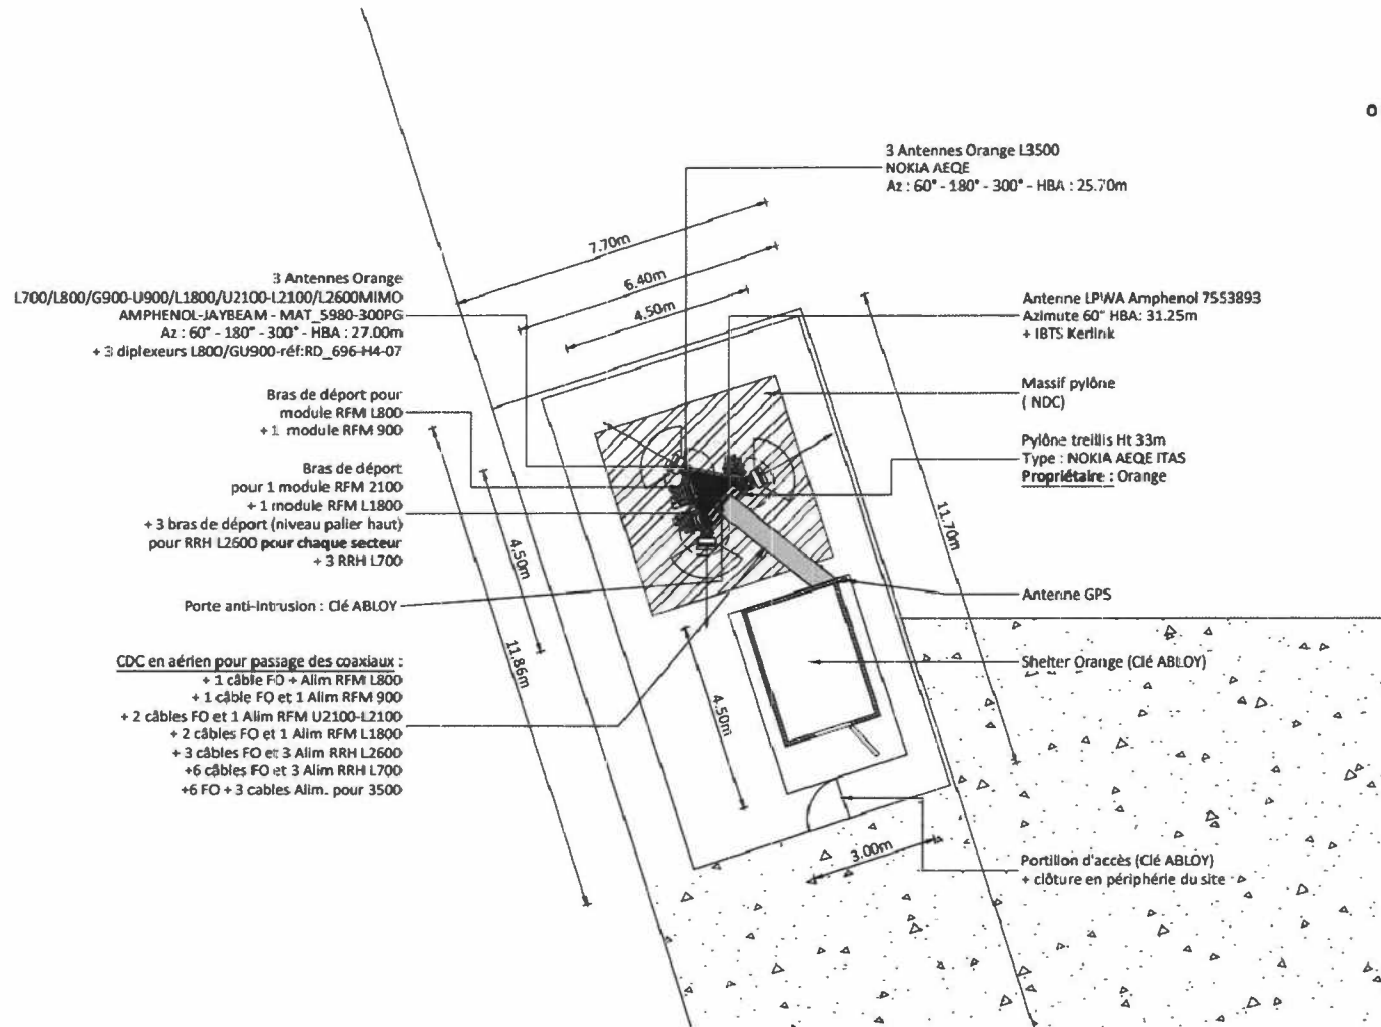 o
3 Antennes Orange L3500
NOKIA AEQE
Az : 60° - 180° - 300° - HBA : 25.70m
7.70m
6.40m
4.50m
3 Antennes Orange
L700/L800/G900-U900/L1800/U2100-L2100/L2600MIMO
AMPHENOL-JAYBEAM - MAT_5980-300PG
Az : 60° - 180° - 300° - HBA : 27.00m
+ 3 diplexeurs L800/GU900-réf:RD_696-H4-07
Antenne LPWA Amphenol 7553893
Azimute 60° HBA: 31.25m
+ IBTS Kerlink
Bras de déport pour
module RFM L800
+ 1 module RFM 900
Massif pylône
( NDC)
Pylône treillis Ht 33m
Type : NOKIA AEQE ITAS
Propriétaire : Orange
Bras de déport
pour 1 module RFM 2100
+ 1 module RFM L1800
+ 3 bras de déport (niveau palier haut)
pour RRH L2600 pour chaque secteur
+ 3 RRH L700
11.70m
4.50m
11.86m
Porte anti-intrusion : Clé ABLOY
Antenne GPS
CDC en aérien pour passage des coaxiaux :
+ 1 câble FO + Alim RFM L800
+ 1 câble FO et 1 Alim RFM 900
+ 2 câbles FO et 1 Alim RFM U2100-L2100
+ 2 câbles FO et 1 Alim RFM L1800
+ 3 câbles FO et 3 Alim RRH L2600
+6 câbles FO et 3 Alim RRH L700
+6 FO + 3 cables Alim. pour 3500
4.50m
Shelter Orange (Clé ABLOY)
3.00m
Portillon d'accès (Clé ABLOY)
+ clôture en périphérie du site